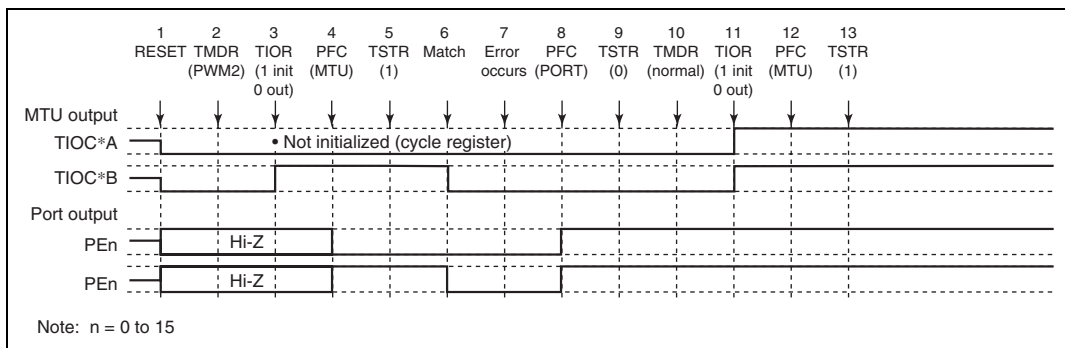 1 2 3 4 5 6 7 8 9 10 11 12 13
RESET TMDR TIOR PFC TSTR Match Error PFC TSTR TMDR TIOR PFC TSTR
(PWM2) (1 init (MTU) (1) occurs (PORT) (0) (normal) (1 init (MTU) (1)
0 out) 0 out)
MTU output
TIOC*A • Not initialized (cycle register)
TIOC*B
Port output
PEn Hi-Z
PEn Hi-Z
Note: n = 0 to 15